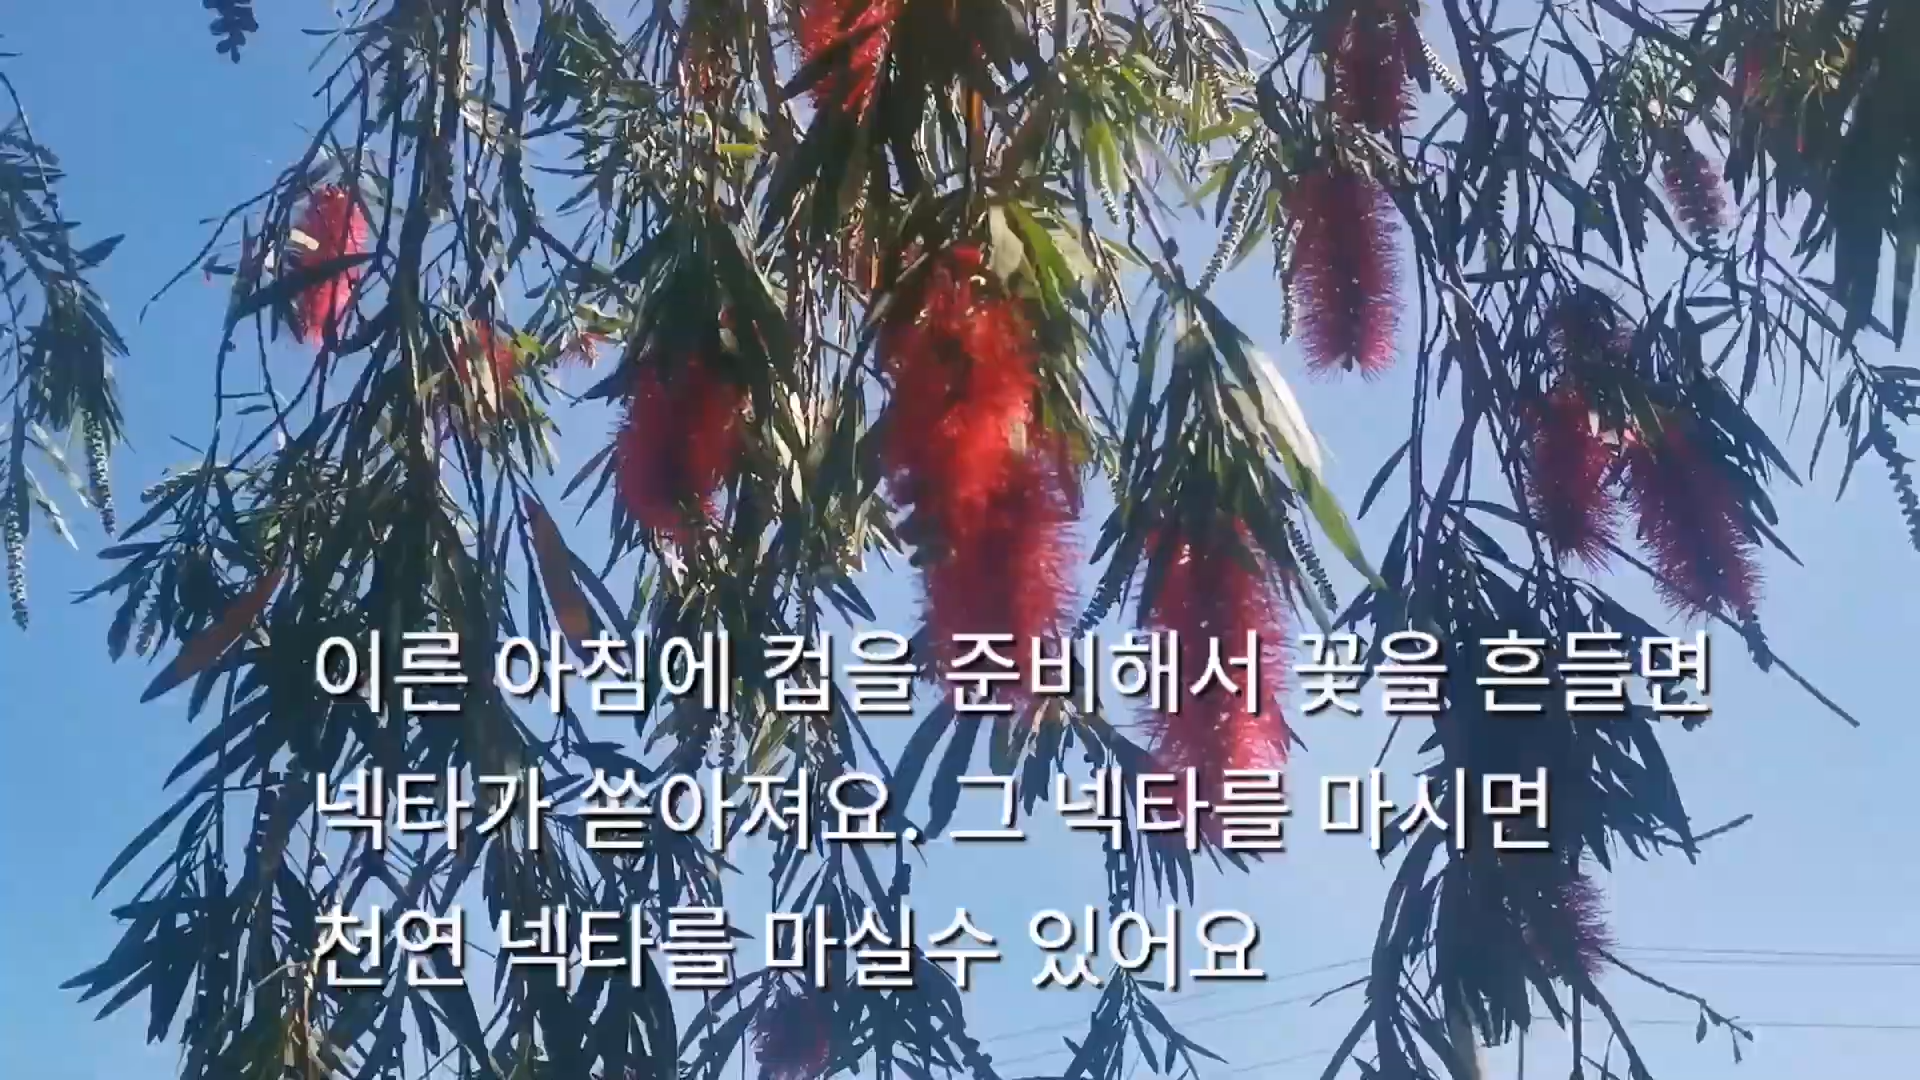 이른 아침에 컵을 준비해서 꽃을 흔들면
넥타가 쏟아져요. 그 넥타를 마시면
천연 넥타를 마실수 있어요